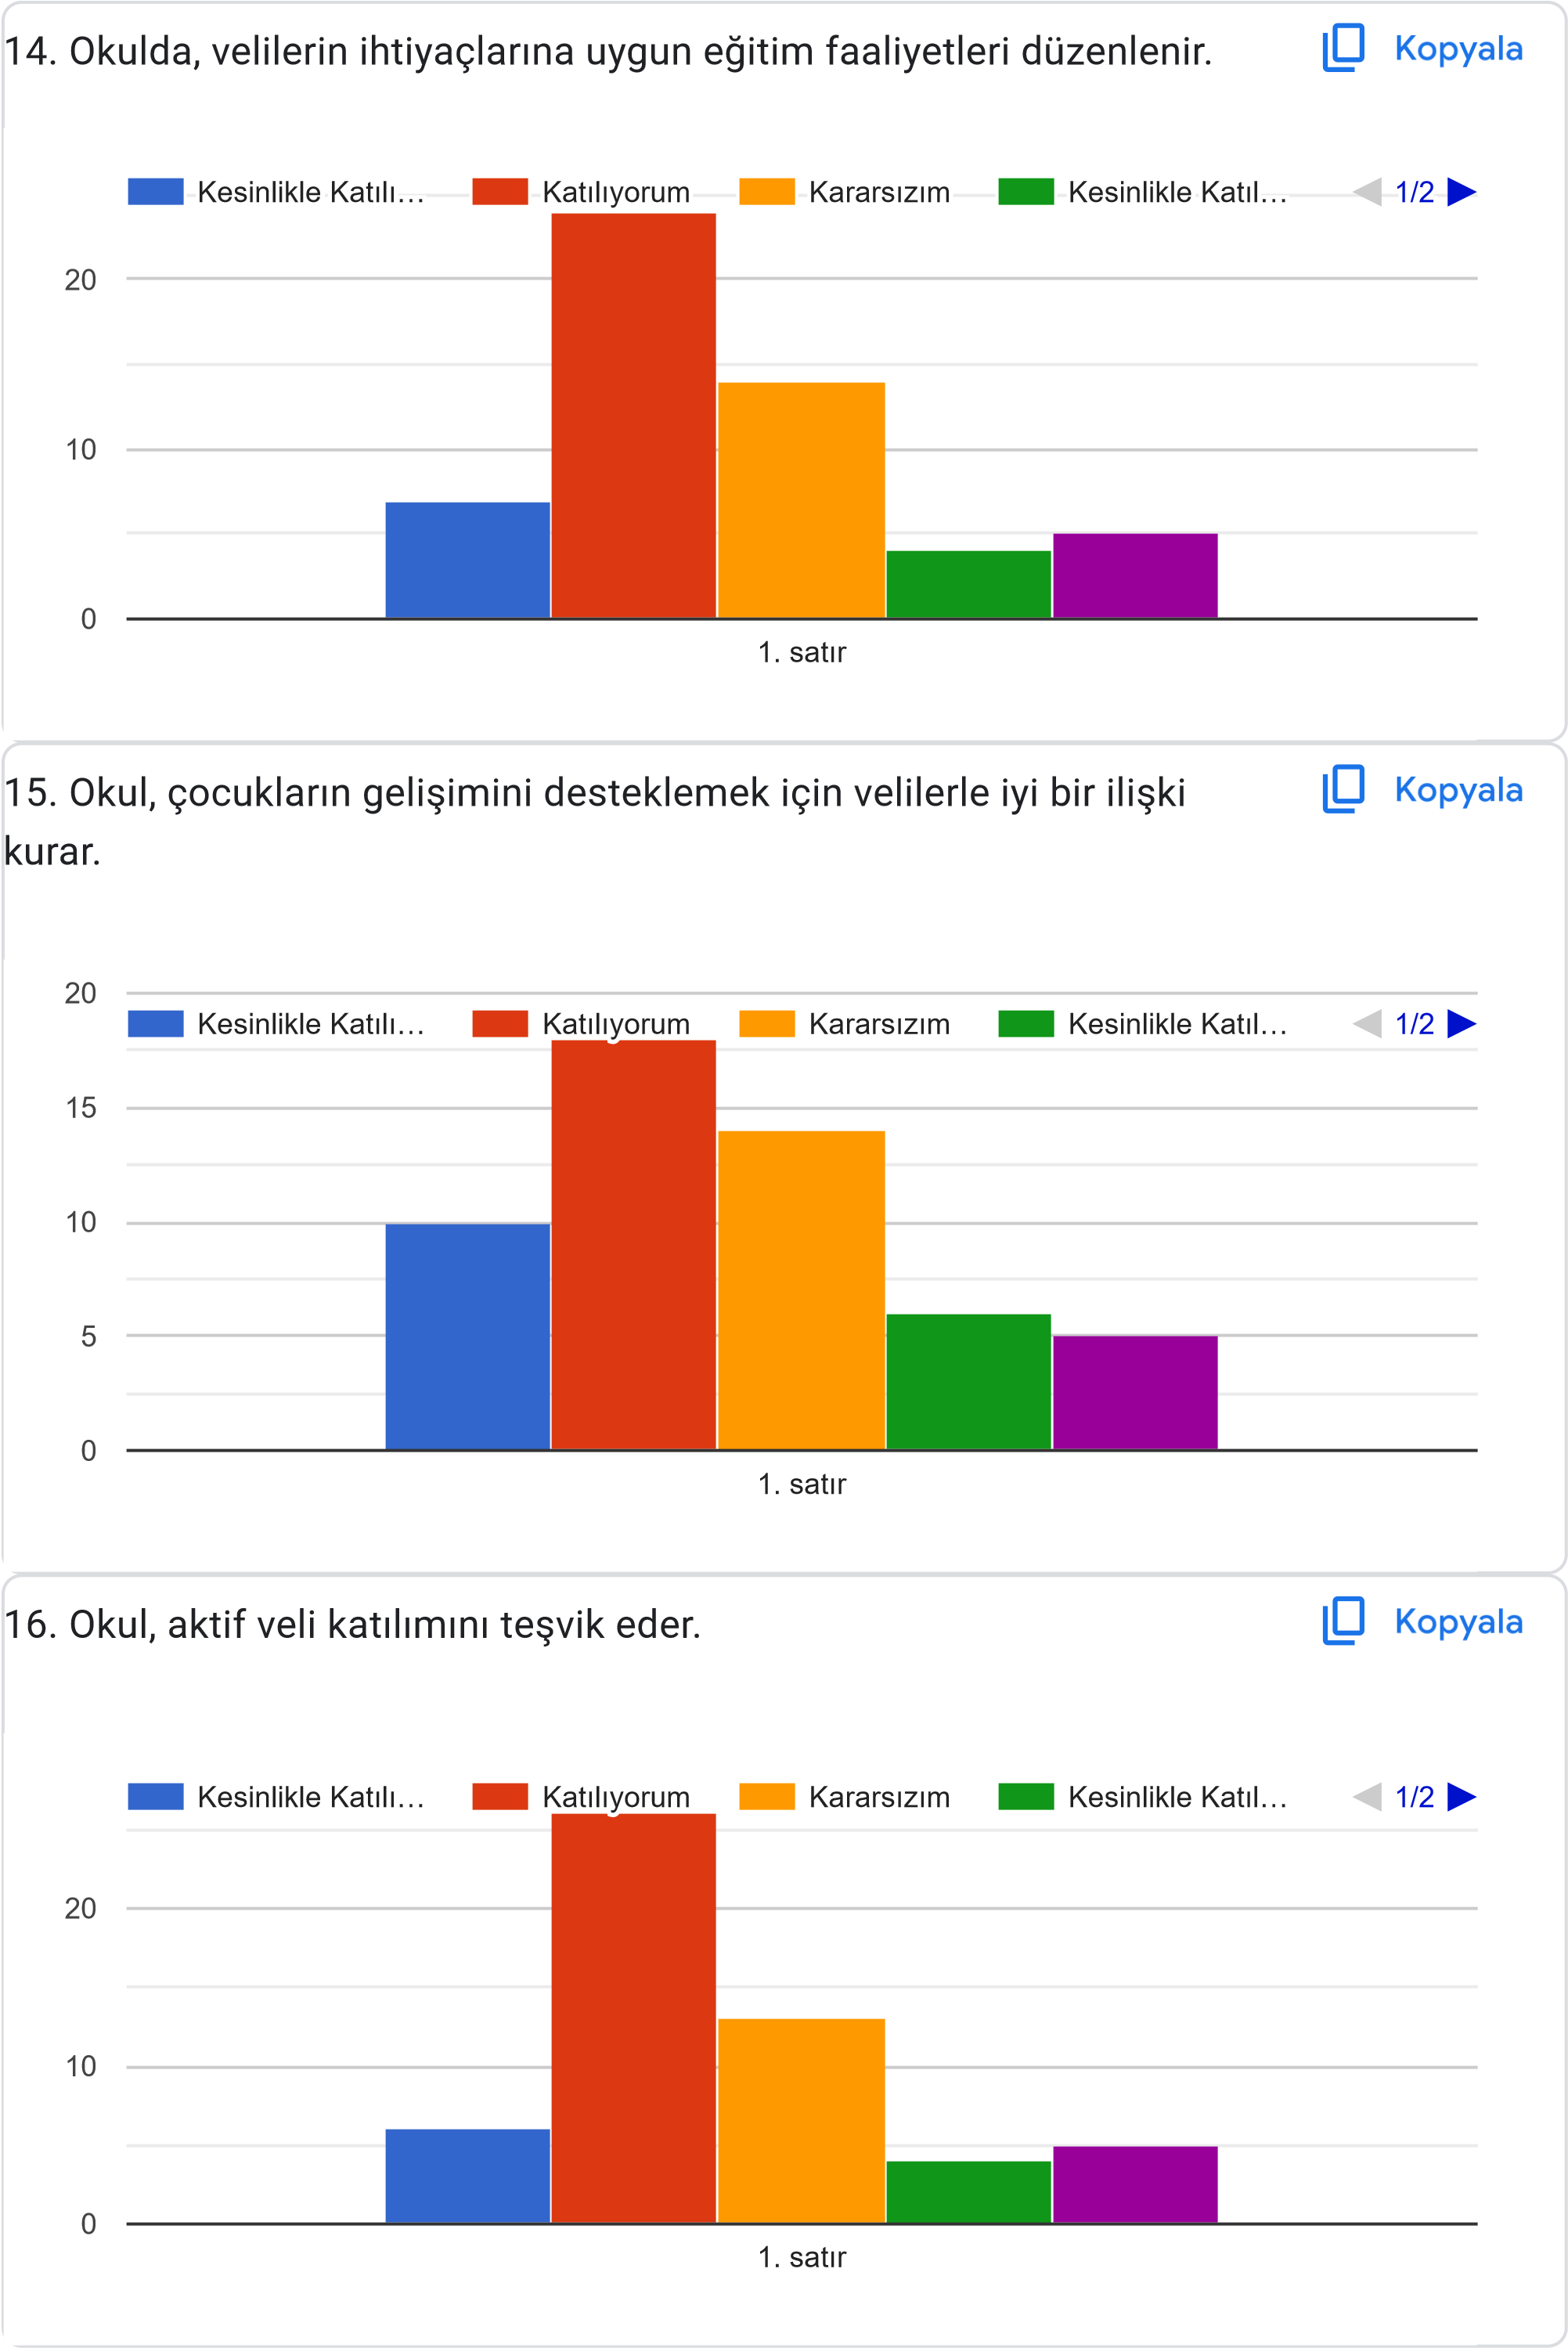 14. Okulda, velilerin ihtiyaçlarına uygun eğitim faaliyetleri düzenlenir.
Kopyala
Kesinlikle Katılı… Katılıyorum Kararsızım Kesinlikle Katıl… 1/2
20
10
0
1. satır
15. Okul, çocukların gelişimini desteklemek için velilerle iyi bir ilişki
kurar.
Kopyala
20
Kesinlikle Katılı… Katılıyorum Kararsızım Kesinlikle Katıl… 1/2
15
10
5
0
1. satır
16. Okul, aktif veli katılımını teşvik eder.
Kopyala
Kesinlikle Katılı… Katılıyorum Kararsızım Kesinlikle Katıl… 1/2
20
10
0
1. satır